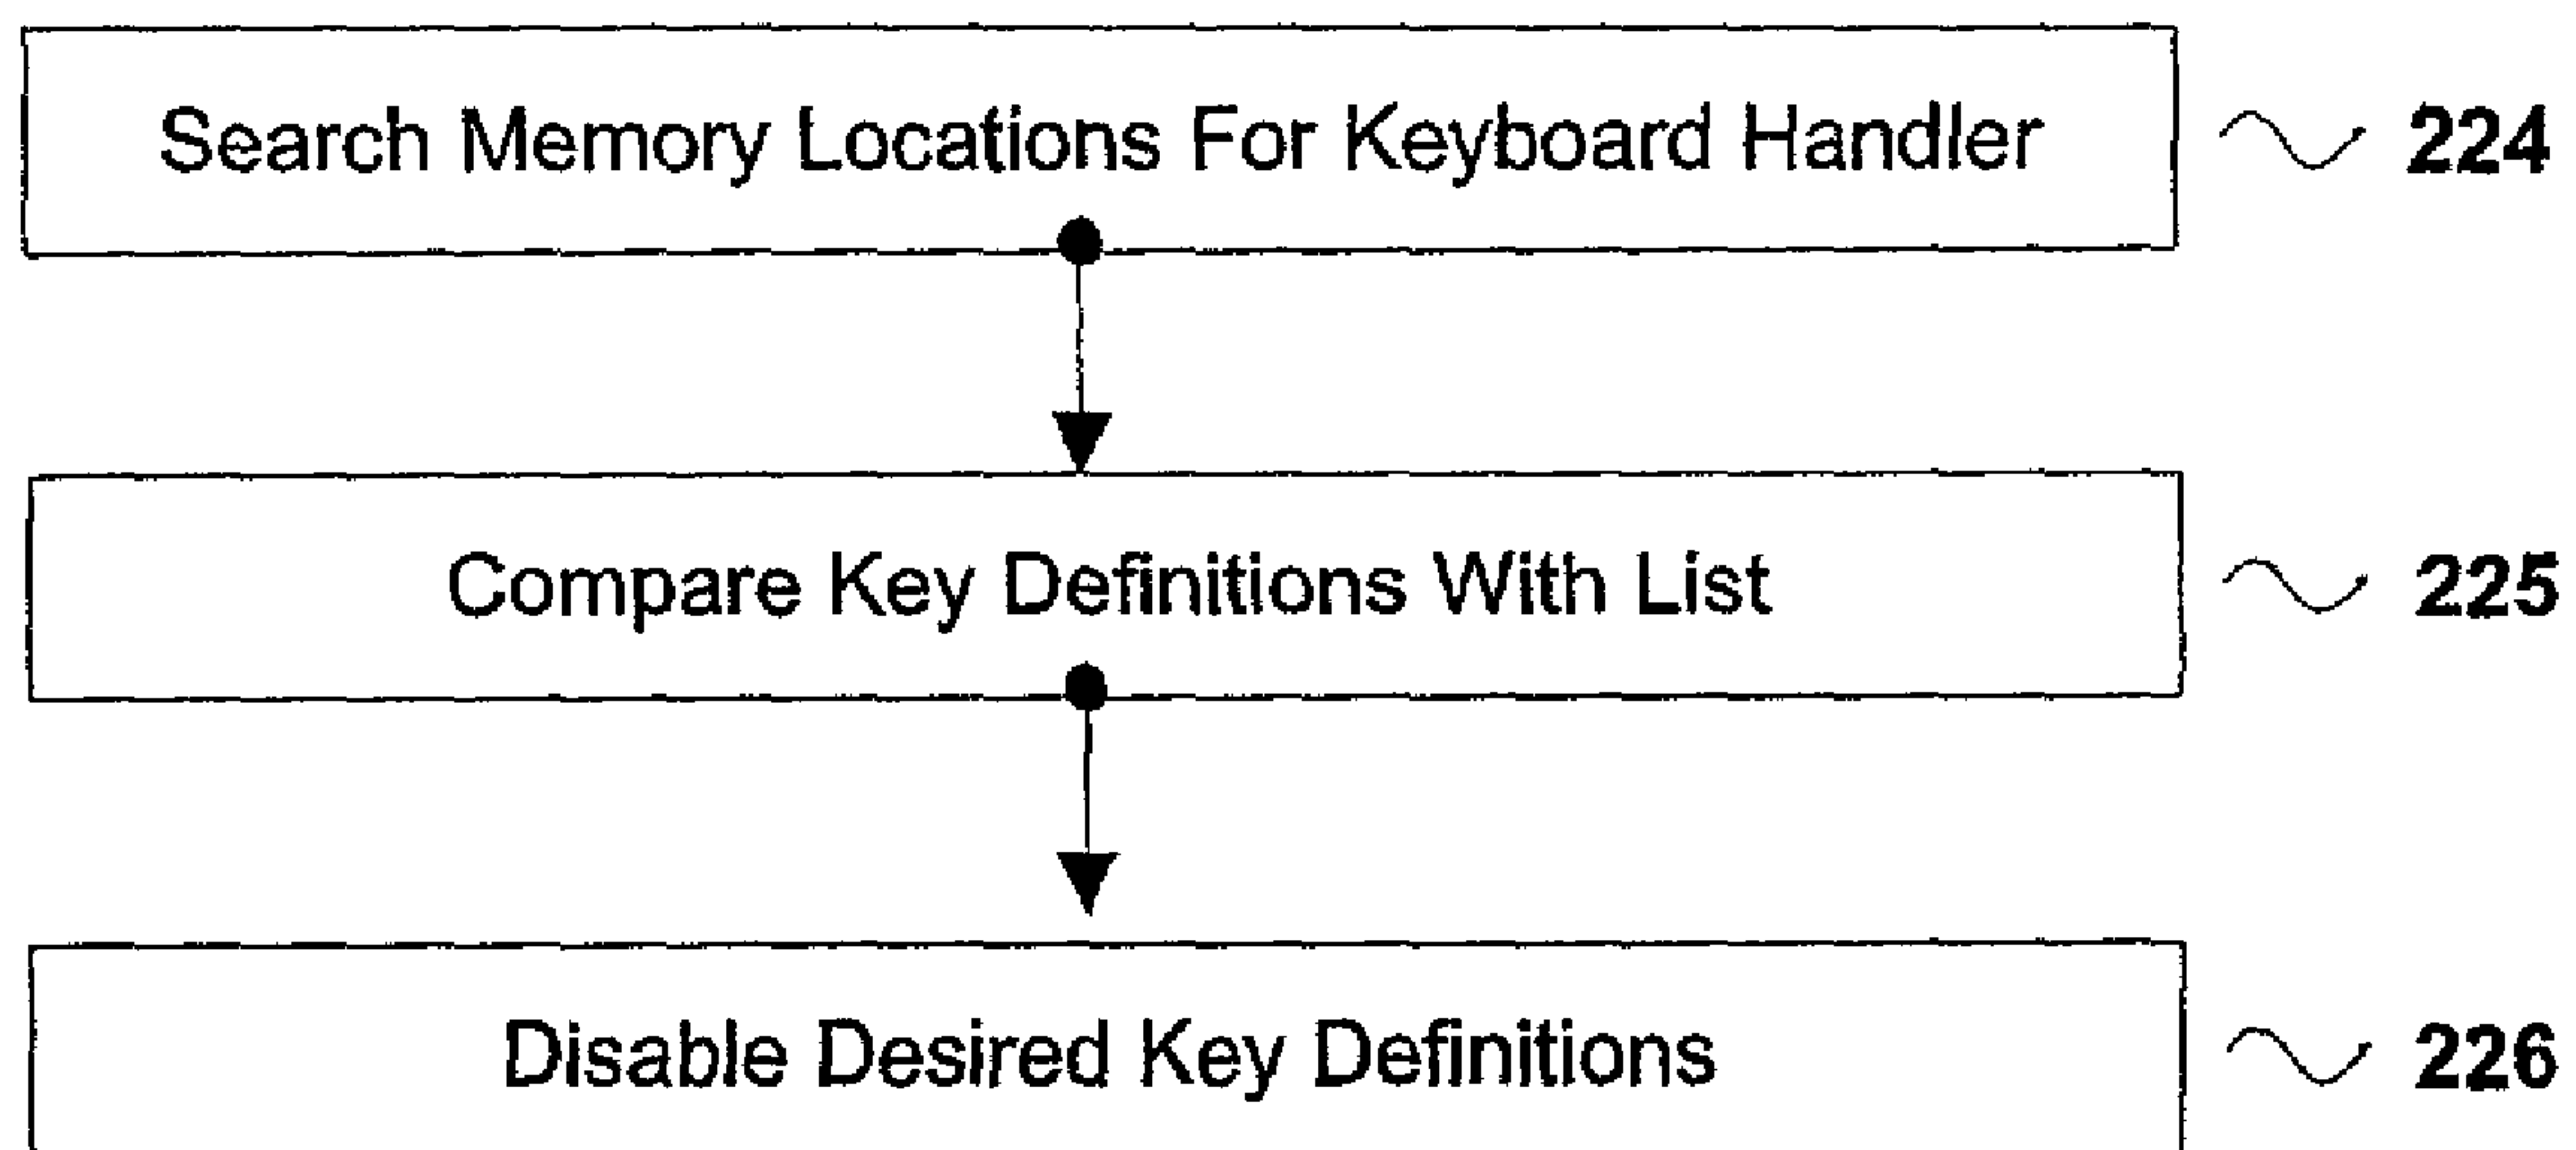 Search Memory Locations For Keyboard Handler 224
Compare Key Definitions With List 225
Disable Desired Key Definitions 226